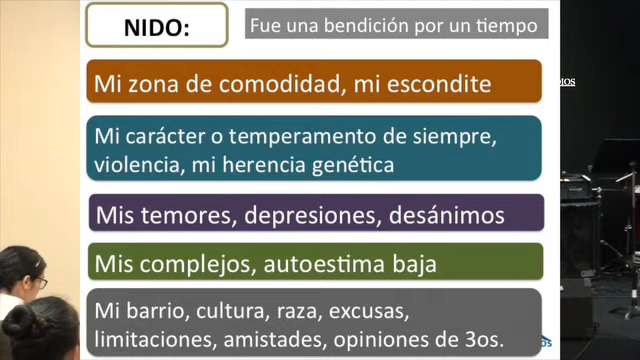 NIDO:
Fue una bendición por un tiempo
Mi zona de comodidad, mi escondite
Mi carácter o temperamento de siempre,
violencia, mi herencia genética
Mis temores, depresiones, desánimos
Mis complejos, autoestima baja
Mi barrio, cultura, raza, excusas,
limitaciones, amistades, opiniones de 3os.